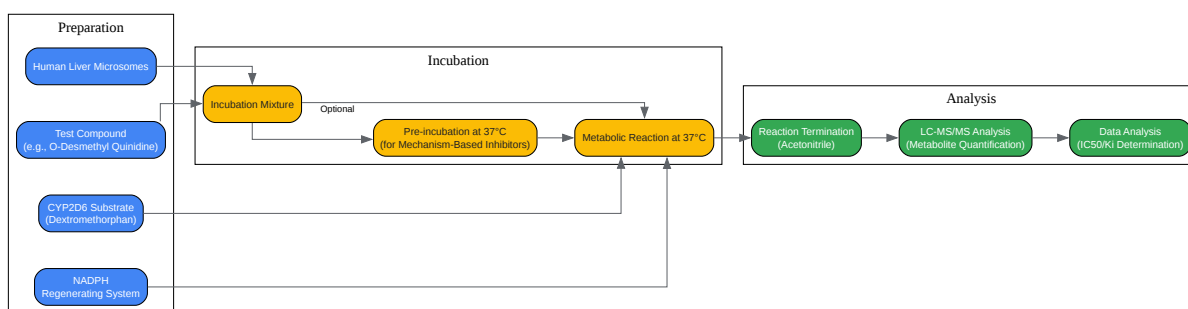 Preparation
Human Liver Microsomes
Test Compound
(e.g., O-Desmethyl Quinidine)
CYP2D6 Substrate
(Dextromethorphan)
NADPH
Regenerating System
Incubation
Incubation Mixture
Optional
Pre-incubation at 37°C
(for Mechanism-Based Inhibitors)
Metabolic Reaction at 37°C
Analysis
Reaction Termination
(Acetonitrile)
LC-MS/MS Analysis
(Metabolite Quantification)
Data Analysis
(IC50/Ki Determination)